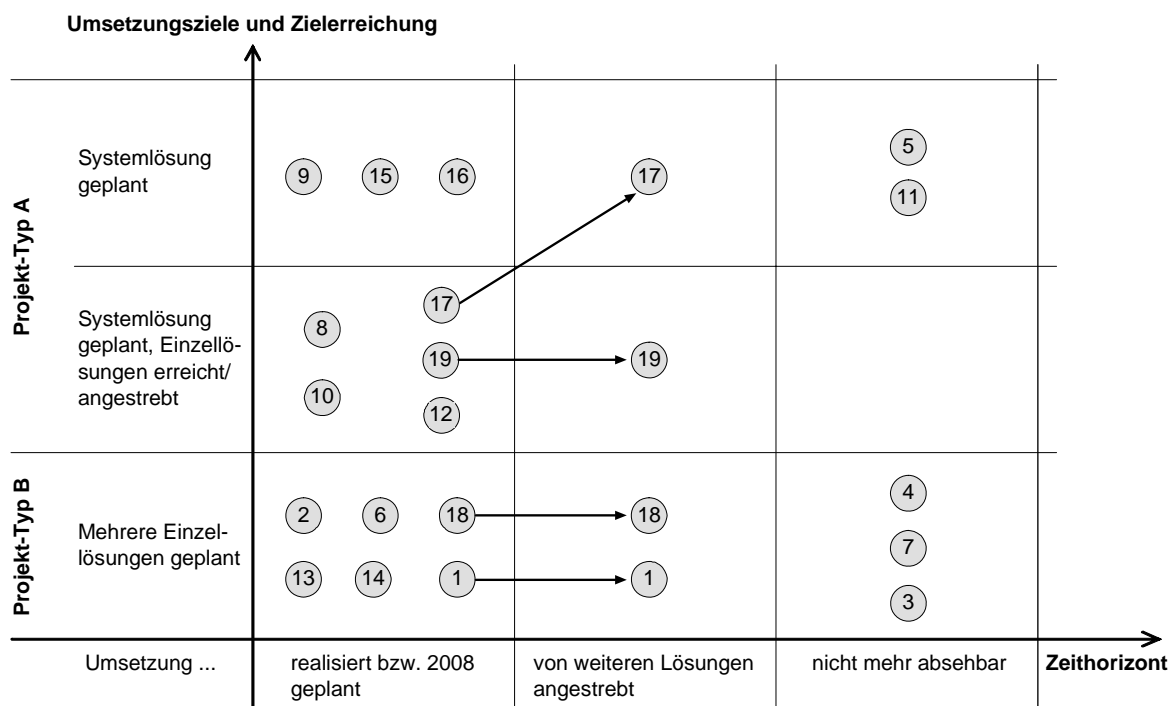 Umsetzungsziele und Zielerreichung
Projekt-Typ A
Systemlösung
geplant
9 15 16 17 5
11
Systemlösung
geplant, Einzellö-
sungen erreicht/
angestrebt
17
8
19 19
10
12
Projekt-Typ B
Mehrere Einzel-
lösungen geplant
4
2 6 18 18
7
13 14 1 1
3
Umsetzung ...
realisiert bzw. 2008
geplant
von weiteren Lösungen
angestrebt
nicht mehr absehbar
Zeithorizont